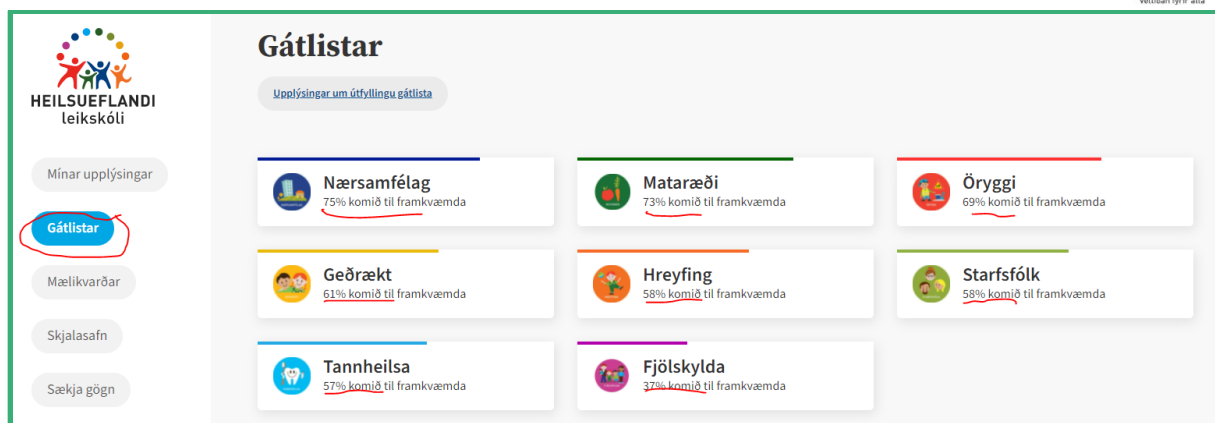 HEILSUEFLANDI
leikskóli
Mínar upplýsingar
Gátlistar
Mælikvarðar
Skjalasafn
Sækja gögn
Gátlistar
Upplýsingar um útfyllingu gátlista
Nærsamfélag
75% komið til framkvæmda
Mataræði
73% komið til framkvæmda
Öryggi
69% komið til framkvæmda
Geðrækt
61% komið til framkvæmda
Hreyfing
58% komið til framkvæmda
Starfsfólk
58% komið til framkvæmda
Tannheilsa
57% komið til framkvæmda
Fjölskylda
37% komið til framkvæmda